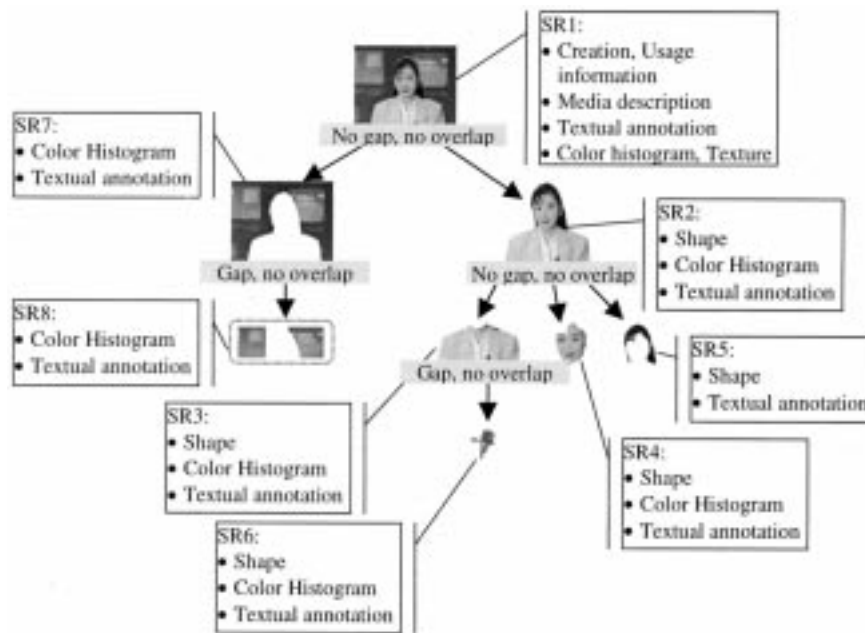 SR1:
• Creation, Usage
information
• Media description
• Textual annotation
• Color histogram, Texture
No gap, no overlap
SR7:
• Color Histogram
• Textual annotation
SR2:
• Shape
• Color Histogram
• Textual annotation
Gap, no overlap
No gap, no overlap
SR8:
• Color Histogram
• Textual annotation
SR5:
• Shape
• Textual annotation
Gap, no overlap
SR3:
• Shape
• Color Histogram
• Textual annotation
SR4:
• Shape
• Color Histogram
• Textual annotation
SR6:
• Shape
• Color Histogram
• Textual annotation